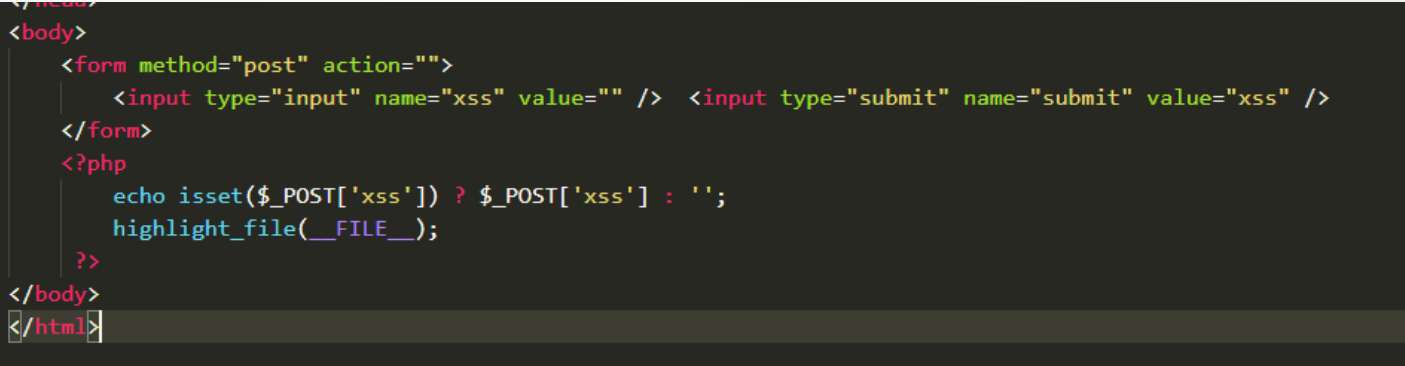 </head>
<body>
<form method="post" action="">
<input type="input" name="xss" value="" /> <input type="submit" name="submit" value="xss" />
</form>
<?php
echo isset($_POST['xss']) ? $_POST['xss'] : '';
highlight_file(__FILE__);
?>
</body>
</html>